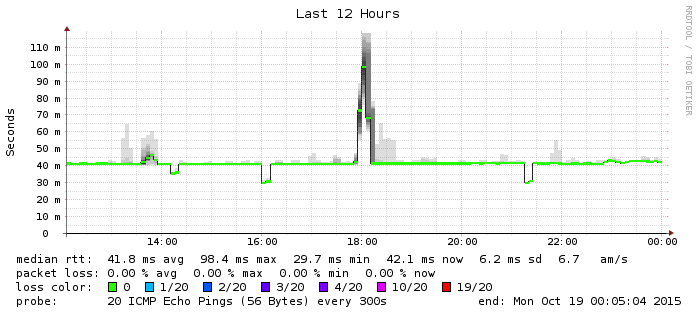 Last 12 Hours
RRDTOOL / TOBI OETIKER
Seconds
110 m
100 m
90 m
80 m
70 m
60 m
50 m
40 m
30 m
20 m
10 m
0
14:00 16:00 18:00 20:00 22:00 00:00
median rtt: 41.8 ms avg 98.4 ms max 29.7 ms min 42.1 ms now 6.2 ms sd 6.7 am/s
packet loss: 0.00 % avg 0.00 % max 0.00 % min 0.00 % now
loss color: 0 1/20 2/20 3/20 4/20 10/20 19/20
probe: 20 ICMP Echo Pings (56 Bytes) every 300s end: Mon Oct 19 00:05:04 2015